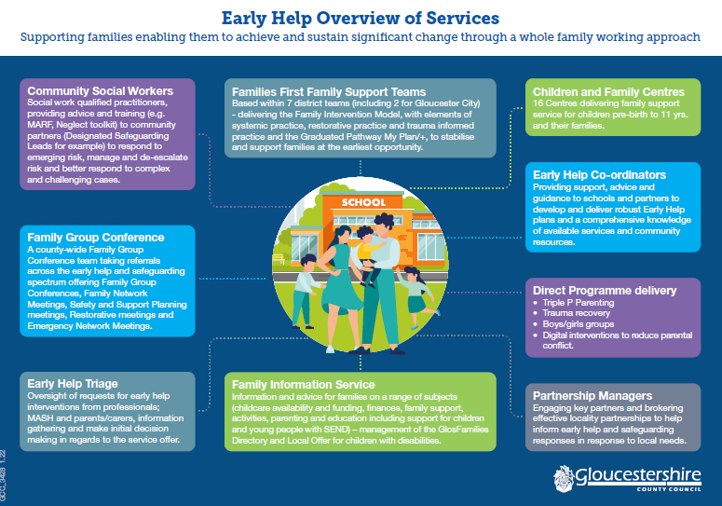 Early Help Overview of Services
Supporting families enabling them to achieve and sustain significant change through a whole family working approach
Community Social Workers
Social work qualified practitioners,
providing advice and training (e.g.
MARF, Neglect toolkit) to community
partners (Designated Safeguarding
Leads for example) to respond to
emerging risk, manage and de-escalate
risk and better respond to complex
and challenging cases.
Families First Family Support Teams
Based within 7 district teams (including 2 for Gloucester City)
- delivering the Family Intervention Model, with elements of
systemic practice, restorative practice and trauma informed
practice and the Graduated Pathway My Plan/+, to stabilise
and support families at the earliest opportunity.
Children and Family Centres
16 Centres delivering family support
service for children pre-birth to 11 yrs.
and their families.
Early Help Co-ordinators
Providing support, advice and
guidance to schools and partners to
develop and deliver robust Early Help
plans and a comprehensive knowledge
of available services and community
resources.
SCHOOL
Family Group Conference
A county-wide Family Group
Conference team taking referrals
across the early help and safeguarding
spectrum offering Family Group
Conferences, Family Network
Meetings, Safety and Support Planning
meetings, Restorative meetings and
Emergency Network Meetings.
Direct Programme delivery
• Triple P Parenting
• Trauma recovery
• Boys/girls groups
• Digital interventions to reduce parental
conflict.
Early Help Triage
Oversight of requests for early help
interventions from professionals;
MASH and parents/carers, information
gathering and make initial decision
making in regards to the service offer.
Family Information Service
Information and advice for families on a range of subjects
(childcare availability and funding, finances, family support,
activities, parenting and education including support for children
and young people with SEND) – management of the GlosFamilies
Directory and Local Offer for children with disabilities.
Partnership Managers
Engaging key partners and brokering
effective locality partnerships to help
inform early help and safeguarding
responses in response to local needs.
Gloucestershire
COUNTY COUNCIL
GCC_3428 1.22